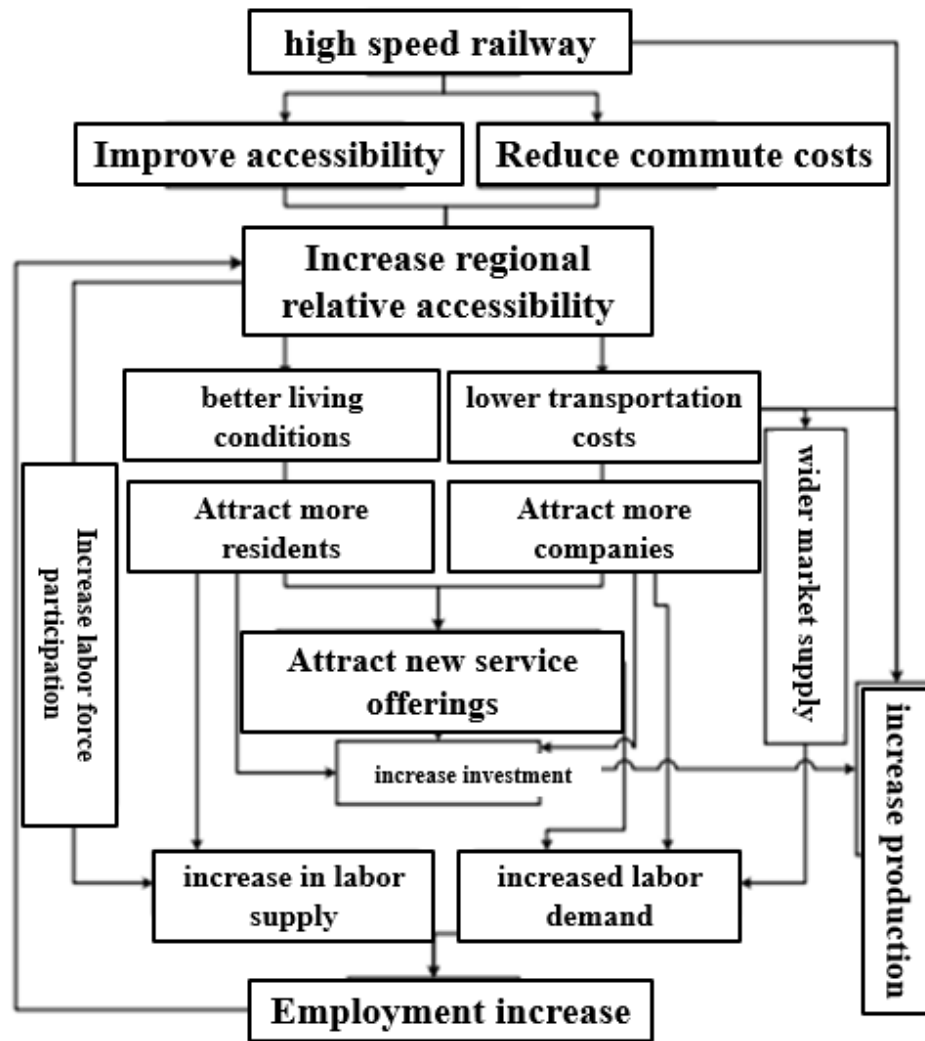 high speed railway
Improve accessibility
Reduce commute costs
Increase regional
relative accessibility
better living
conditions
lower transportation
costs
wider market supply
Attract more
residents
Attract more
companies
Increase labor force
participation
Attract new service
offerings
increase investment
increase production
increase in labor
supply
increased labor
demand
Employment increase